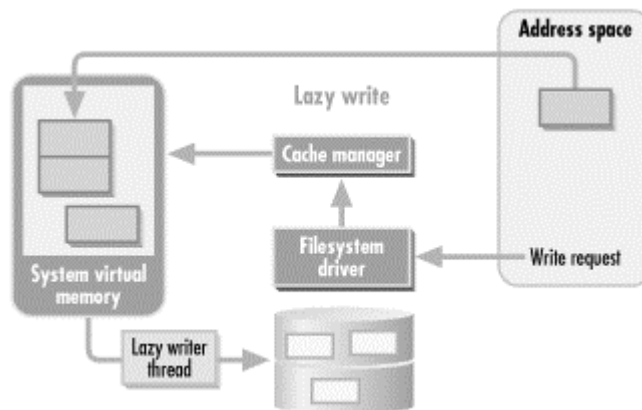 Address space
Lazy write
Cache manager
Filesystem
driver
Write request
System virtual
memory
Lazy writer
thread